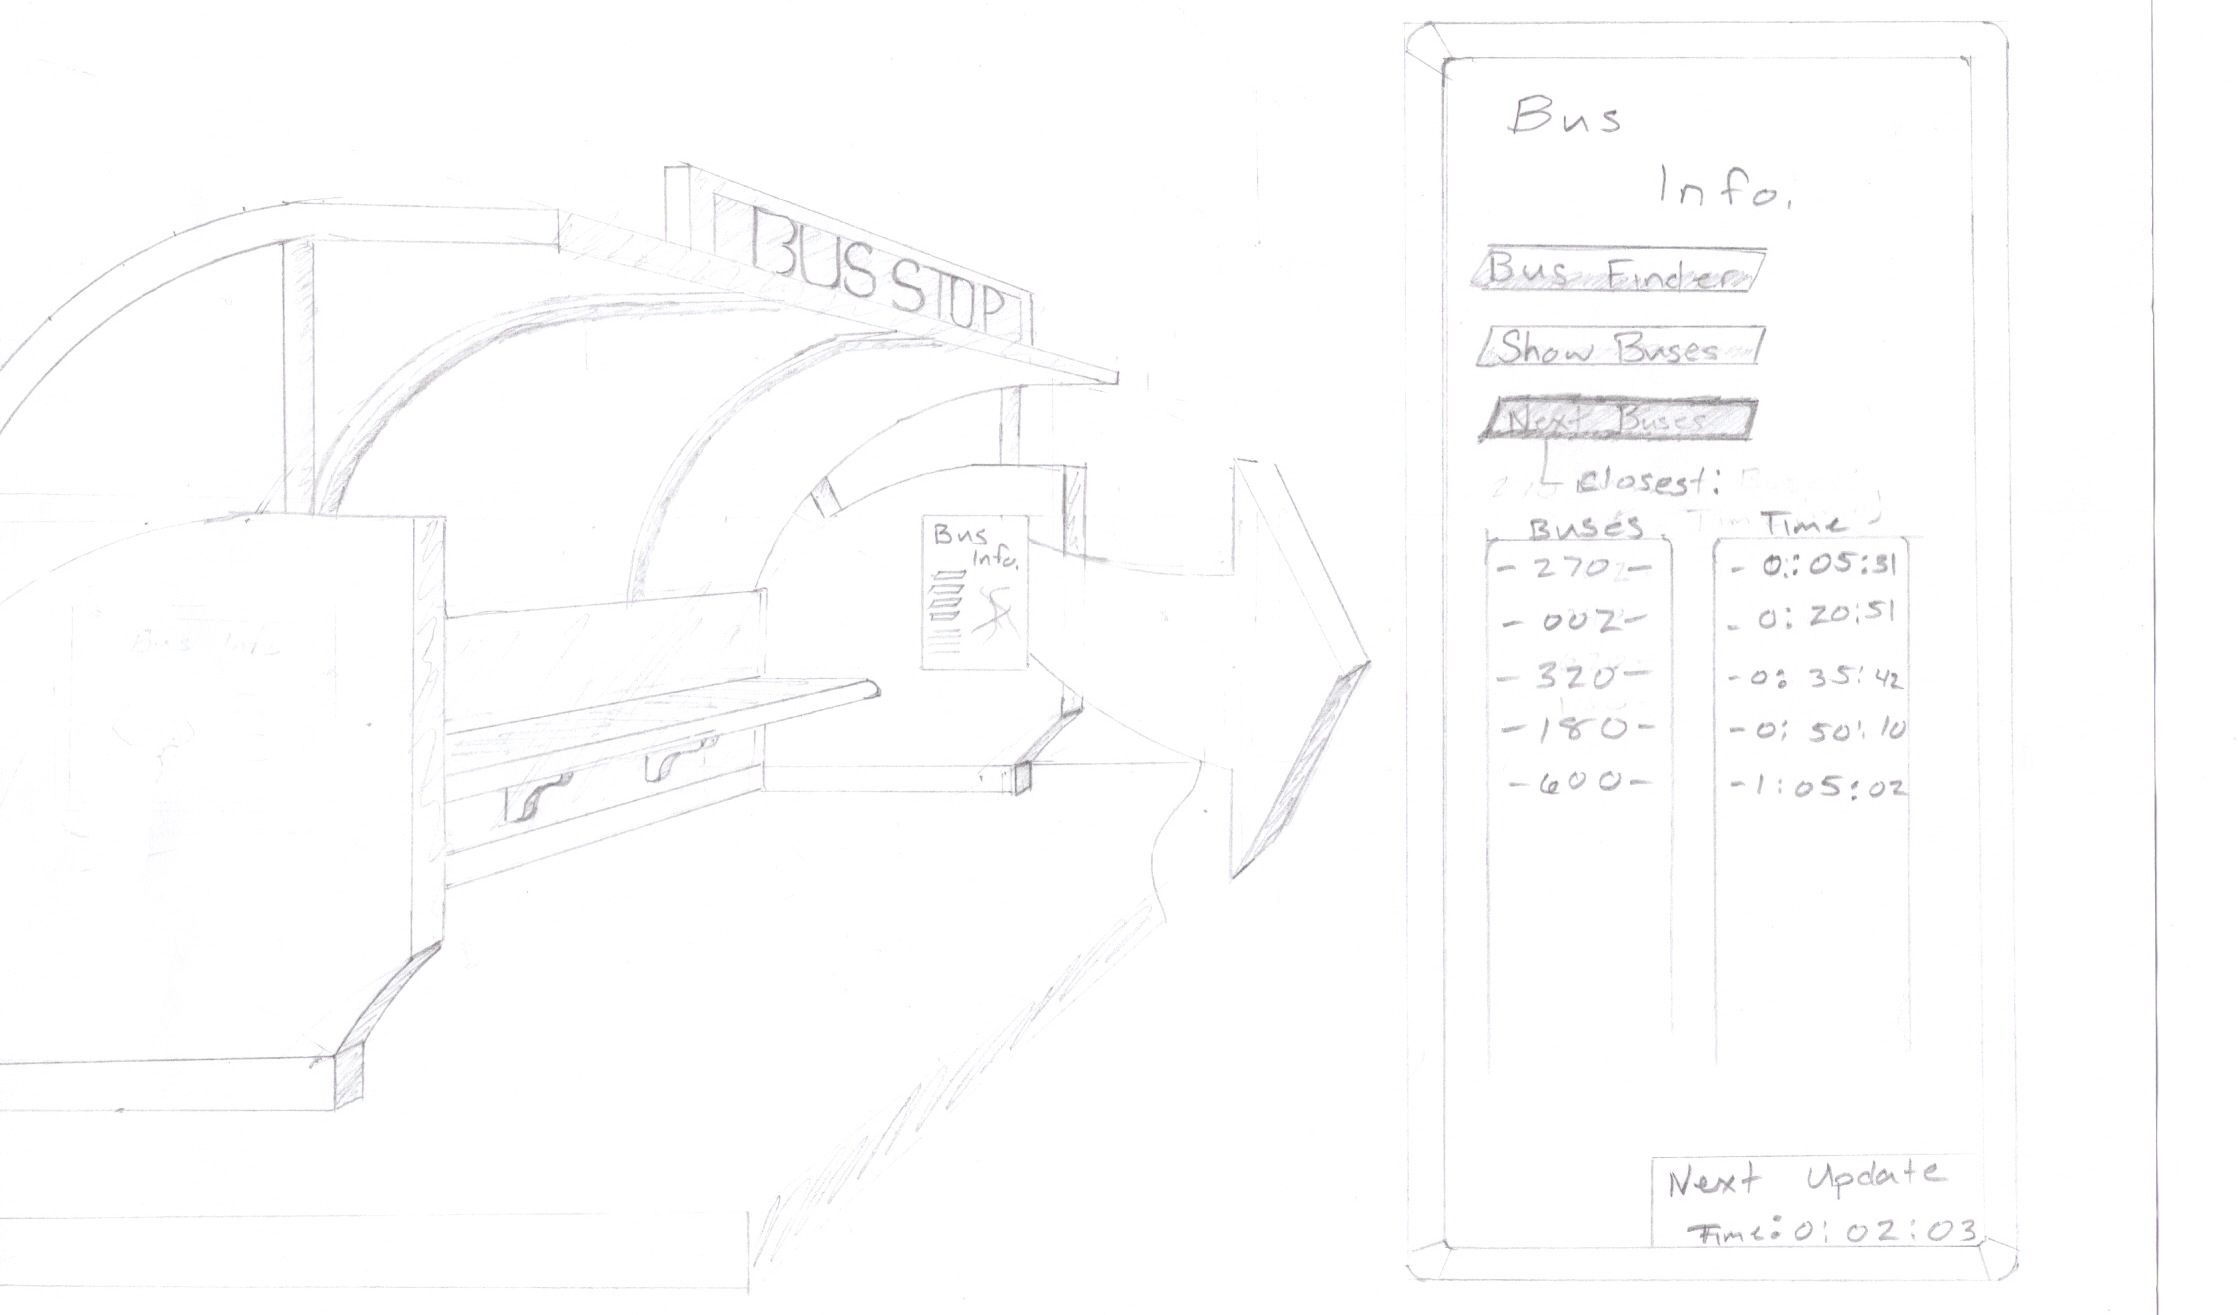 BUS STOP
Bus
Info.
Bus Info
Bus
Info.
Bus Finder
Show Buses
Next Buses
Closest:
Buses Time
- 270 - - 0:05:31
- 002 - - 0:20:51
- 320 - - 0:35:42
- 180 - - 0:50:10
- 600 - - 1:05:02
Next Update
Time: 0:02:03